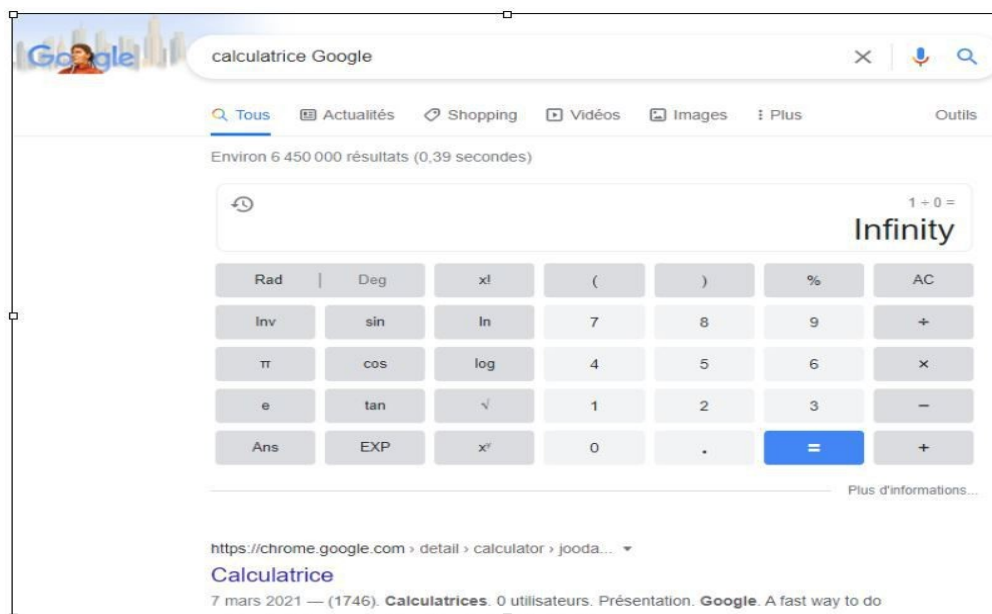 Google
calculatrice Google
Tous Actualités Shopping Vidéos Images Plus Outils
Environ 6 450 000 résultats (0,39 secondes)
1 ÷ 0 =
Infinity
Rad | Deg x! ( ) % AC
Inv sin ln 7 8 9 ÷
π cos log 4 5 6 ×
e tan √ 1 2 3 −
Ans EXP xʸ 0 . = +
Plus d'informations...
https://chrome.google.com › detail › calculator › jooda...
Calculatrice
7 mars 2021 — (1746). Calculatrices. 0 utilisateurs. Présentation. Google. A fast way to do